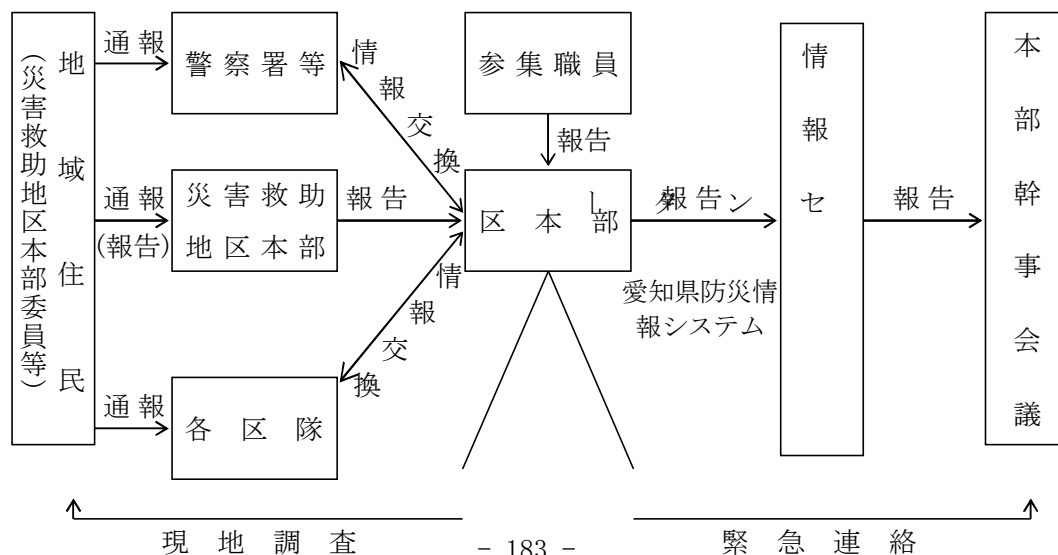 地域住民
(災害救助地区本部委員等)
通報
警察署等
情報交換
参集職員
報告
通報
(報告)
災害救助
地区本部
報告
区本部
報告
ンター
愛知県防災情
報システム
情報セ
報告
本部幹事会議
通報
各区隊
情報交換
現地調査
- 183 -
緊急連絡